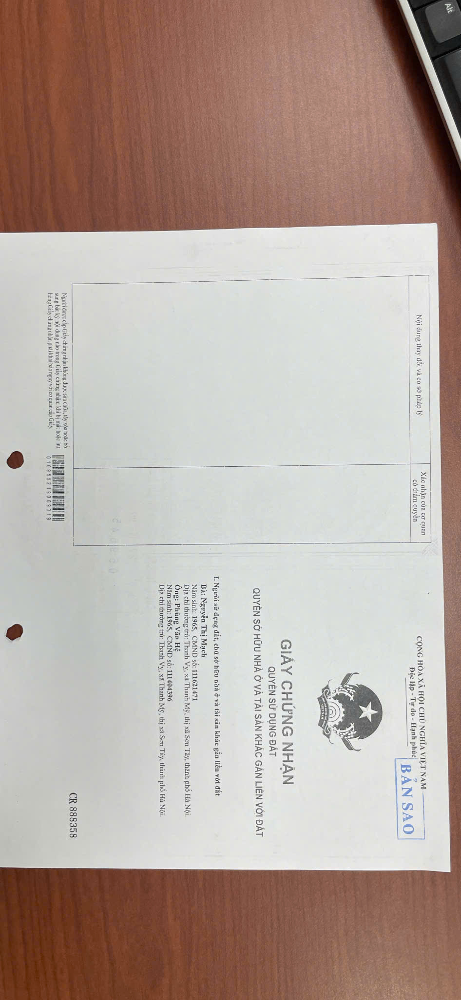 Nội dung thay đổi và cơ sở pháp lý
Xác nhận của cơ quan
có thẩm quyền
Người được cấp Giấy chứng nhận không được sửa chữa, tẩy xóa hoặc bổ
sung bất kỳ nội dung nào trong Giấy chứng nhận; khi bị mất hoặc hư
hỏng Giấy chứng nhận phải khai báo ngay với cơ quan cấp Giấy.
010955219009319
CỘNG HÒA XÃ HỘI CHỦ NGHĨA VIỆT NAM
Độc lập - Tự do - Hạnh phúc
BẢN SAO
VIỆT NAM
GIẤY CHỨNG NHẬN
QUYỀN SỬ DỤNG ĐẤT
QUYỀN SỞ HỮU NHÀ Ở VÀ TÀI SẢN KHÁC GẮN LIỀN VỚI ĐẤT
I. Người sử dụng đất, chủ sở hữu nhà ở và tài sản khác gắn liền với đất
Bà: Nguyễn Thị Mạch
Năm sinh: 1965, CMND số: 111621471
Địa chỉ thường trú: Thanh Vỵ, xã Thanh Mỹ, thị xã Sơn Tây, thành phố Hà Nội.
Ông: Phùng Văn Hệ
Năm sinh: 1965, CMND số: 111404396
Địa chỉ thường trú: Thanh Vỵ, xã Thanh Mỹ, thị xã Sơn Tây, thành phố Hà Nội.
CR 888358
Alt